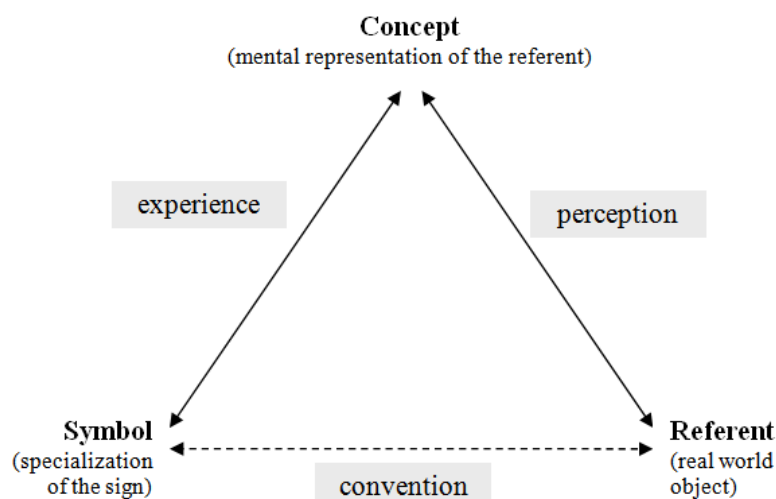 Concept
(mental representation of the referent)
experience
perception
Symbol
(specialization
of the sign)
Referent
(real world
object)
convention